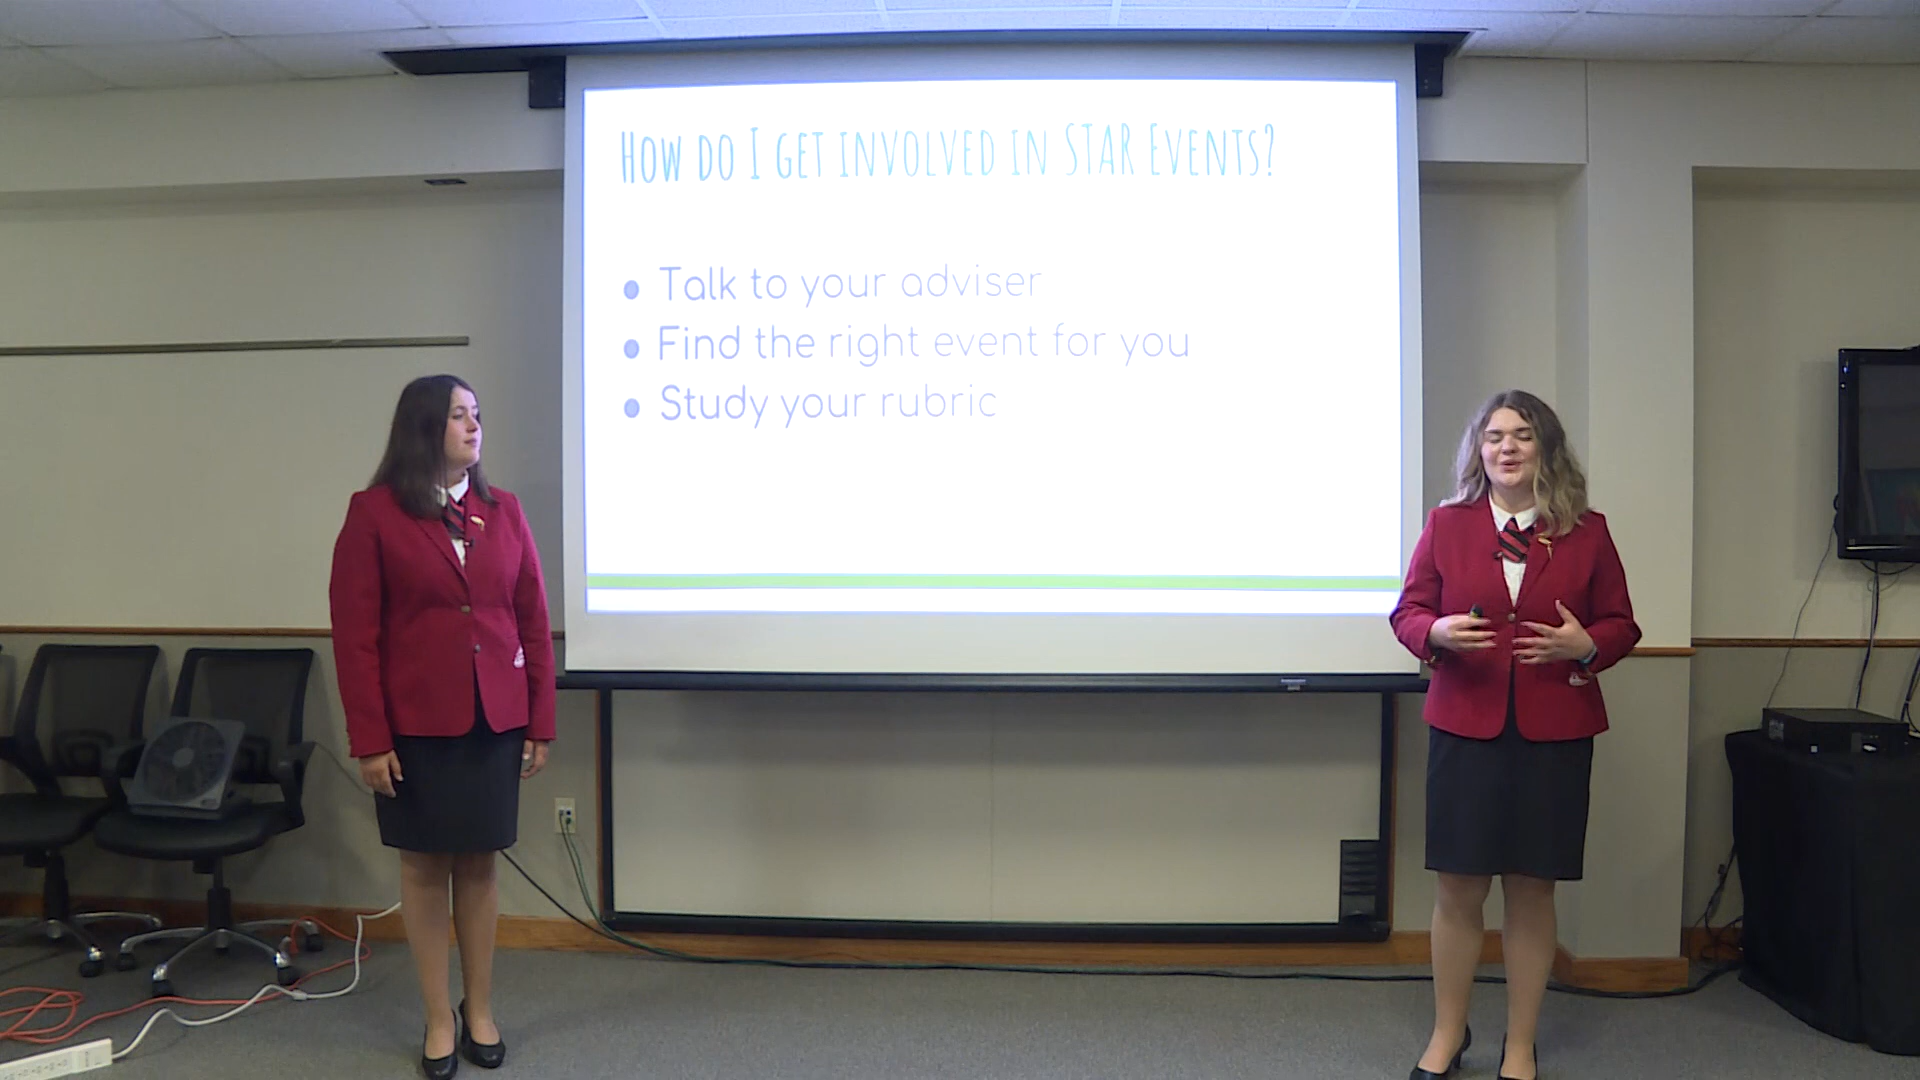 How do I get involved in STAR Events?
● Talk to your adviser
● Find the right event for you
● Study your rubric